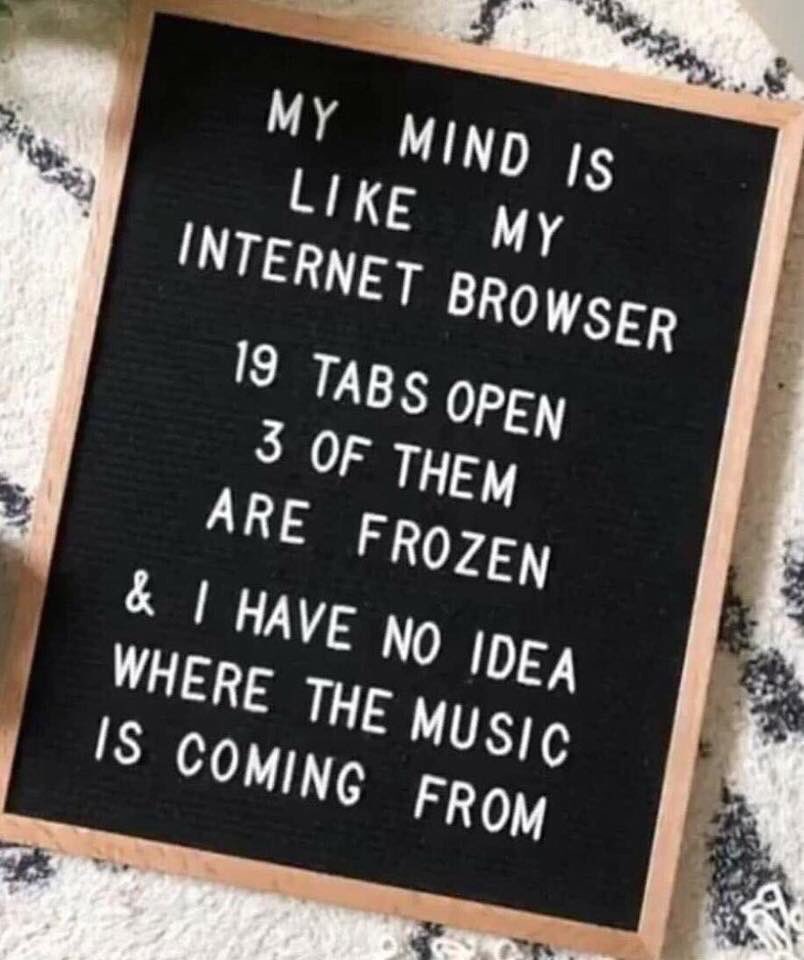 MY MIND IS
LIKE MY
INTERNET BROWSER
19 TABS OPEN
3 OF THEM
ARE FROZEN
& I HAVE NO IDEA
WHERE THE MUSIC
IS COMING FROM